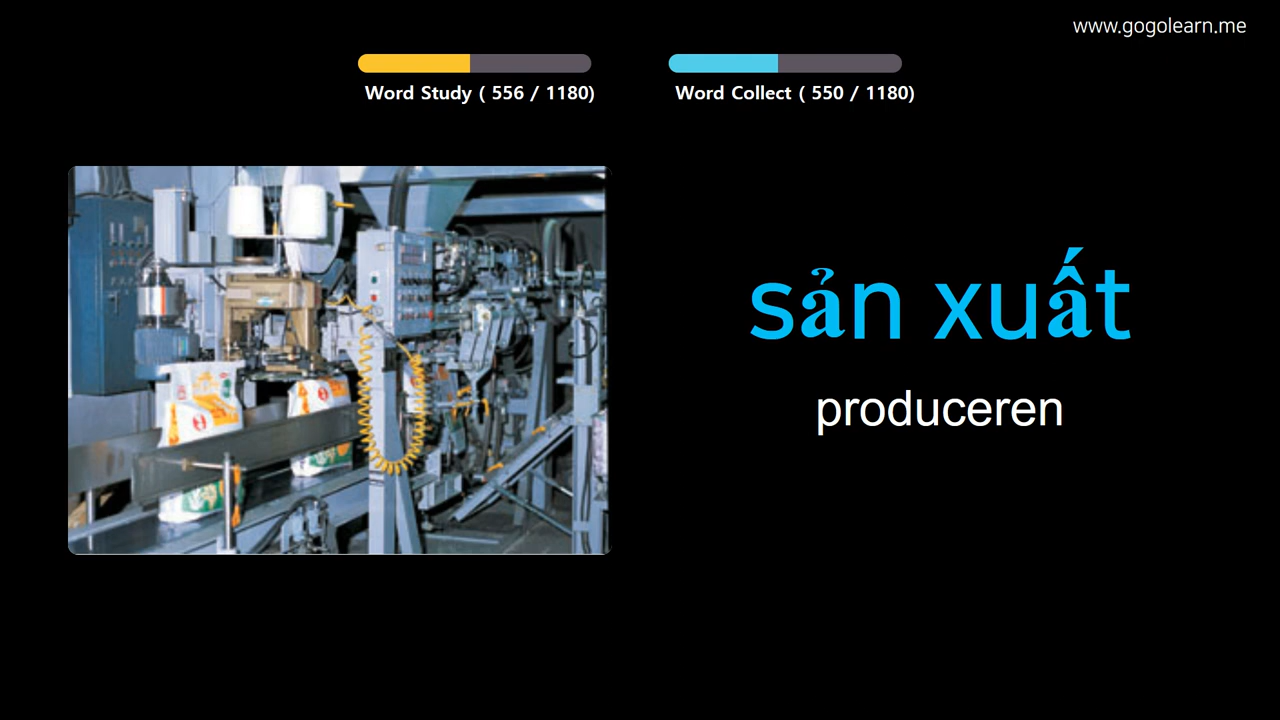 www.gogolearn.me
Word Study ( 556 / 1180)
Word Collect ( 550 / 1180)
sản xuất
produceren